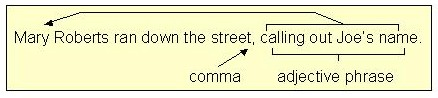 Mary Roberts ran down the street, calling out Joe's name.
comma adjective phrase